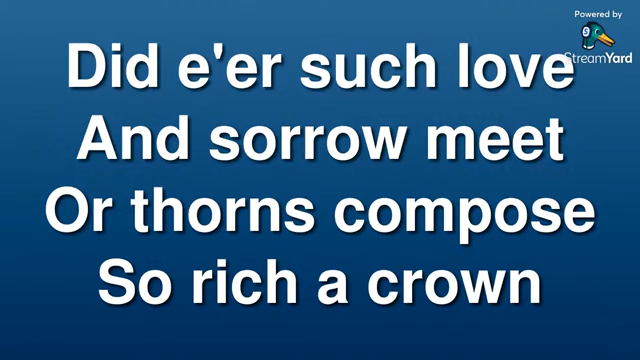 Powered by
StreamYard
Did e'er such love
And sorrow meet
Or thorns compose
So rich a crown